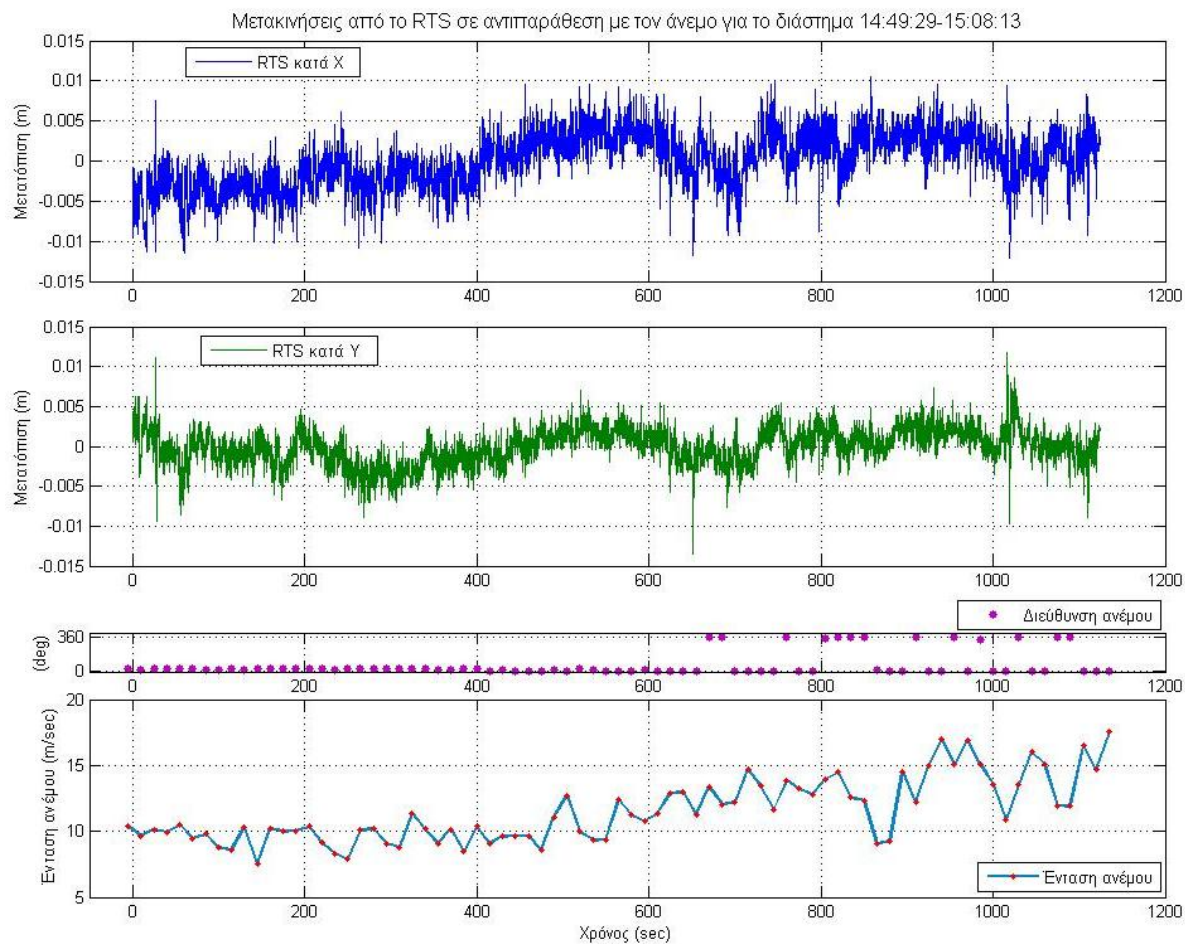 Μετακινήσεις από το RTS σε αντιπαράθεση με τον άνεμο για το διάστημα 14:49:29-15:08:13
0.015
RTS κατά X
0.01
0.005
0
-0.005
-0.01
-0.015
Μετατόπιση (m)
0 200 400 600 800 1000 1200
0.015
RTS κατά Y
0.01
0.005
0
-0.005
-0.01
-0.015
Μετατόπιση (m)
0 200 400 600 800 1000 1200
Διεύθυνση ανέμου
360
0
(deg)
0 200 400 600 800 1000 1200
20
15
10
5
Ένταση ανέμου (m/sec)
Ένταση ανέμου
0 200 400 600 800 1000 1200
Χρόνος (sec)